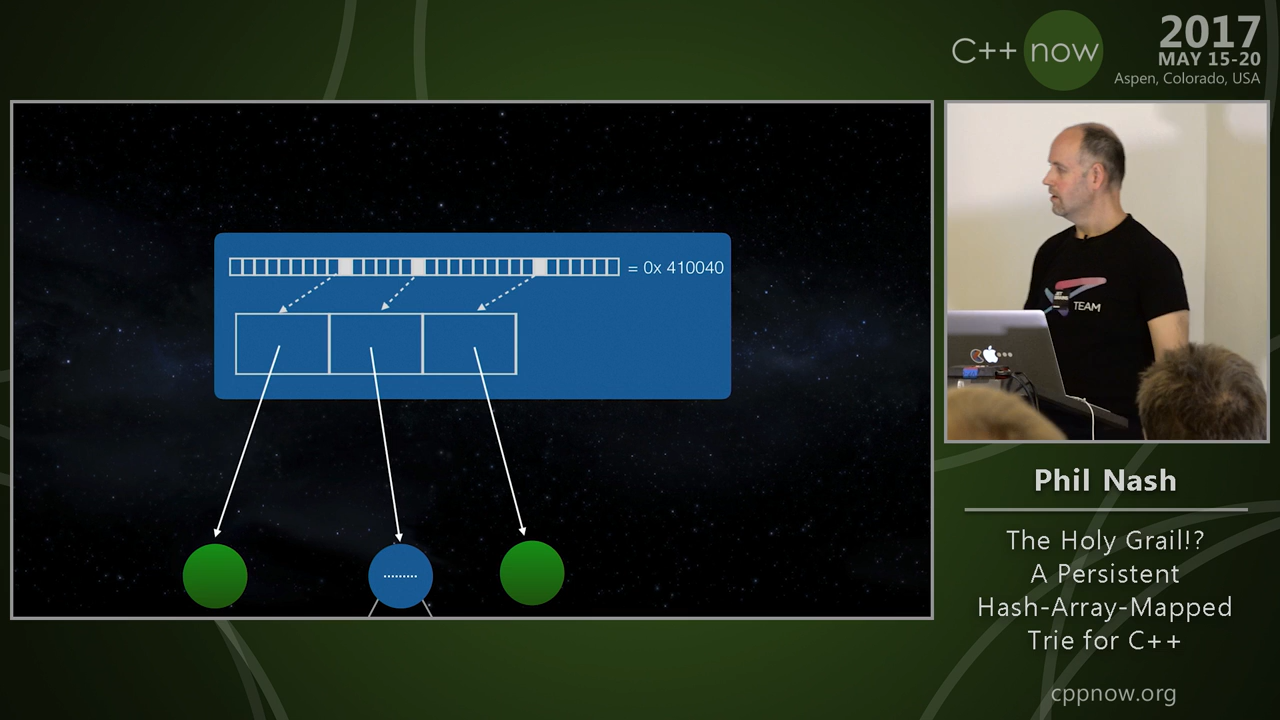 C++ now
2017
MAY 15-20
Aspen, Colorado, USA
= 0x 410040
TEAM
Phil Nash
The Holy Grail!?
A Persistent
Hash-Array-Mapped
Trie for C++
cppnow.org